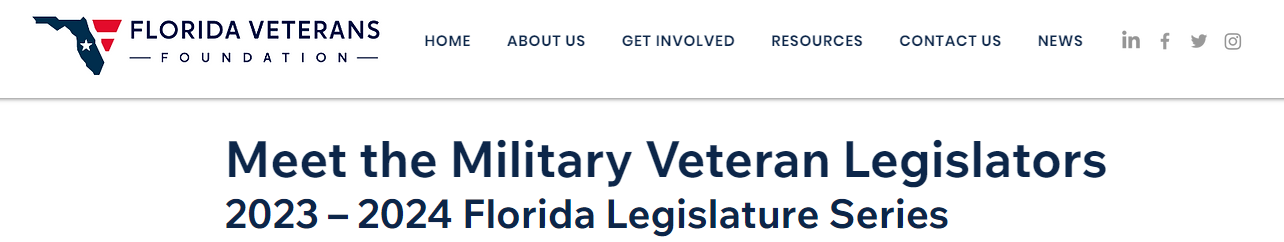 FLORIDA VETERANS
FOUNDATION
HOME ABOUT US GET INVOLVED RESOURCES CONTACT US NEWS
Meet the Military Veteran Legislators
2023 – 2024 Florida Legislature Series